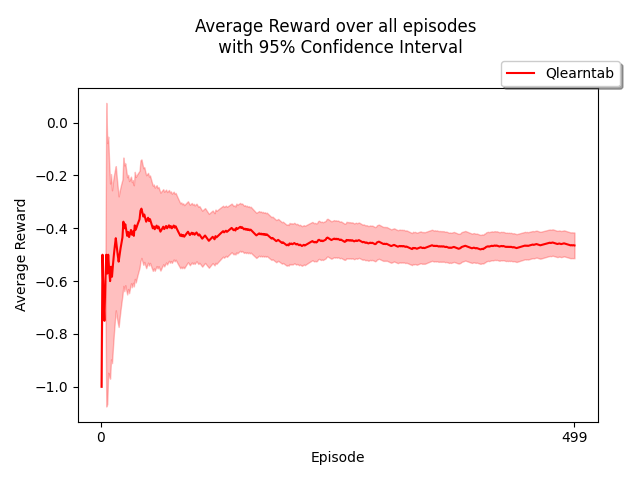 Average Reward over all episodes
with 95% Confidence Interval
Qlearntab
0.0
−0.2
−0.4
−0.6
−0.8
−1.0
Average Reward
0
499
Episode